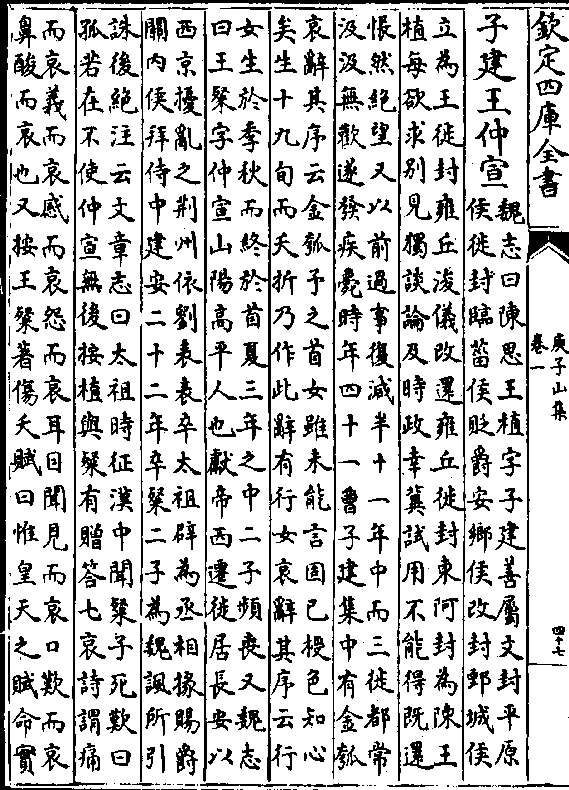 欽定四庫全書
庚子山集
卷一
四十七
子建王仲宣
魏志曰陳思王植字子建善屬文封平原
侯徙封臨菑侯貶爵安鄉侯改封鄄城侯
立為王徙封雍丘浚儀改還雍丘徙封東阿封為陳王
植每欲求别見獨談論及時政幸冀試用不能得既還
悵然絶望又以前過事復減半十一年中而三徙都常
汲汲無歡遂發疾薨時年四十一曹子建集中有金瓠
哀辭其序云金瓠予之首女雖未能言固已授色知心
矣生十九旬而夭折乃作此辭有行女哀辭其序云行
女生於季秋而終於首夏三年之中二子頻喪又魏志
曰王粲字仲宣山陽高平人也獻帝西遷徙居長安以
西京擾亂之荆州依劉表表卒太祖辟為丞相掾賜爵
關内侯拜侍中建安二十二年卒粲二子為魏諷所引
誅後絶注云文章志曰太祖時征漢中聞粲子死歎曰
孤若在不使仲宣無後按植與粲有贈答七哀詩謂痛
而哀義而哀感而哀怨而哀耳目聞見而哀口歎而哀
鼻酸而哀也又按王粲著傷夭賦曰惟皇天之賦命實